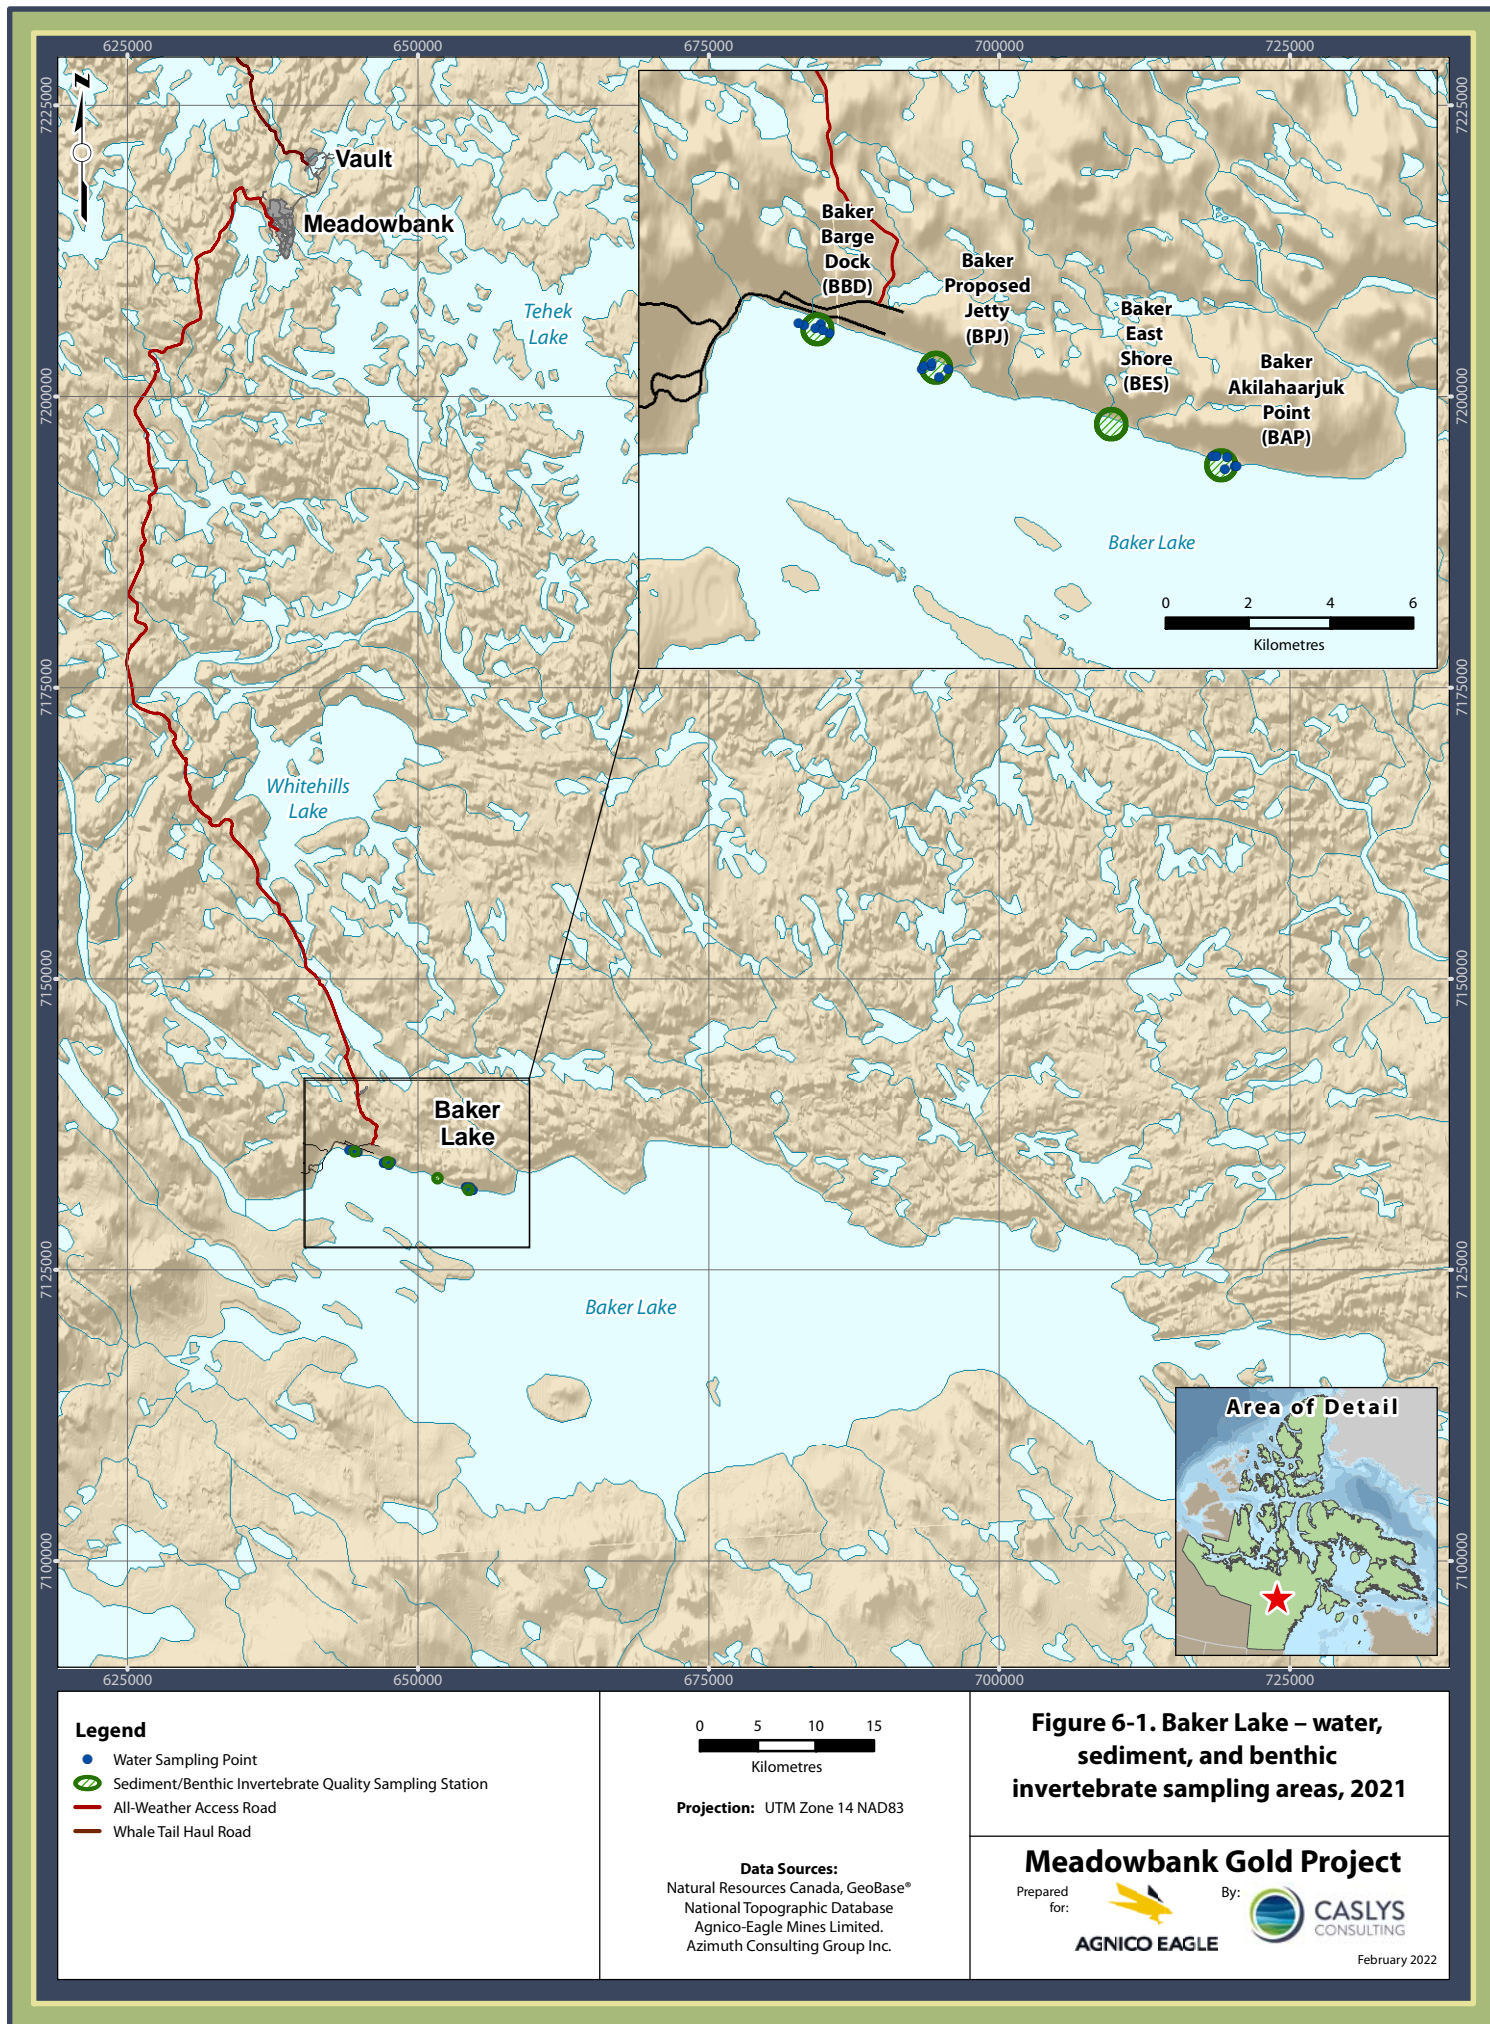 625000
650000
675000
700000
725000
7225000
7200000
7175000
7150000
7125000
7100000
7225000
7200000
7175000
7150000
7125000
7100000
N
Vault
Meadowbank
Tehek
Lake
Whitehills
Lake
Baker
Lake
Baker Lake
Baker
Barge
Dock
(BBD)
Baker
Proposed
Jetty
(BPJ)
Baker
East
Shore
(BES)
Baker
Akilahaarjuk
Point
(BAP)
Baker Lake
0 2 4 6
Kilometres
Area of Detail
625000
650000
675000
700000
725000
Legend
Water Sampling Point
Sediment/Benthic Invertebrate Quality Sampling Station
All-Weather Access Road
Whale Tail Haul Road
0 5 10 15
Kilometres
Projection: UTM Zone 14 NAD83
Data Sources:
Natural Resources Canada, GeoBase®
National Topographic Database
Agnico-Eagle Mines Limited.
Azimuth Consulting Group Inc.
Figure 6-1. Baker Lake – water,
sediment, and benthic
invertebrate sampling areas, 2021
Meadowbank Gold Project
Prepared
for:
AGNICO EAGLE
By:
CASLYS
CONSULTING
February 2022